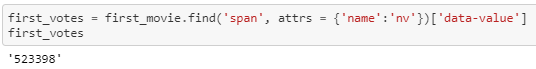 first_votes = first_movie.find('span', attrs = {'name':'nv'})['data-value']
first_votes
'523398'